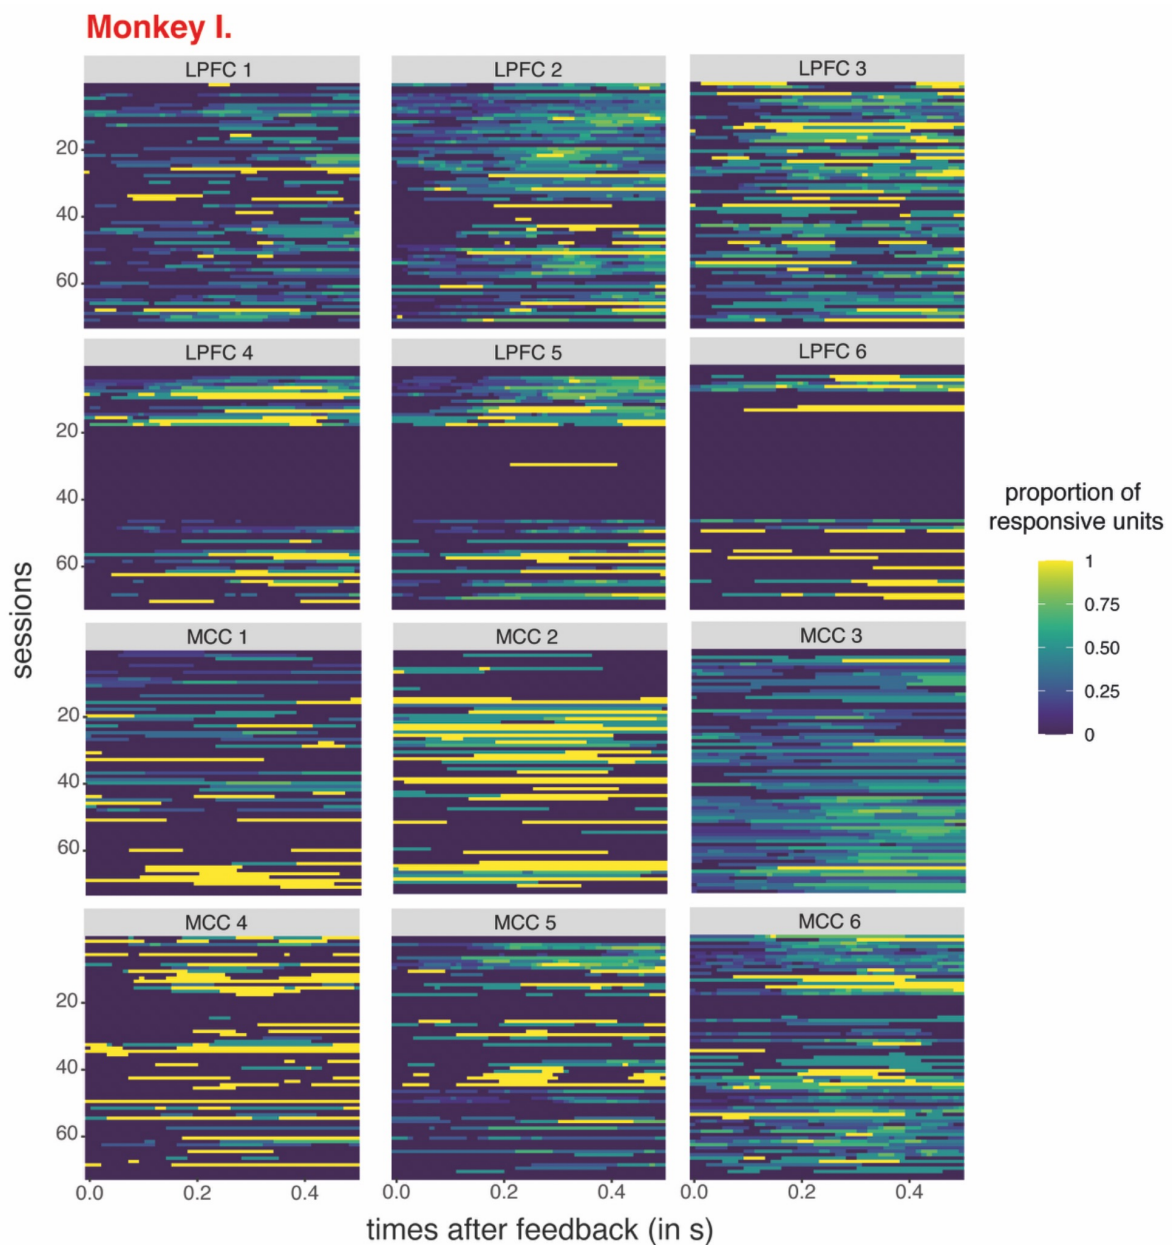 Monkey I.
LPFC 1
LPFC 2
LPFC 3
20
40
60
LPFC 4
LPFC 5
LPFC 6
20
40
60
sessions
proportion of
responsive units
1
0.75
0.50
0.25
0
MCC 1
MCC 2
MCC 3
20
40
60
MCC 4
MCC 5
MCC 6
20
40
60
0.0 0.2 0.4 0.0 0.2 0.4 0.0 0.2 0.4
times after feedback (in s)